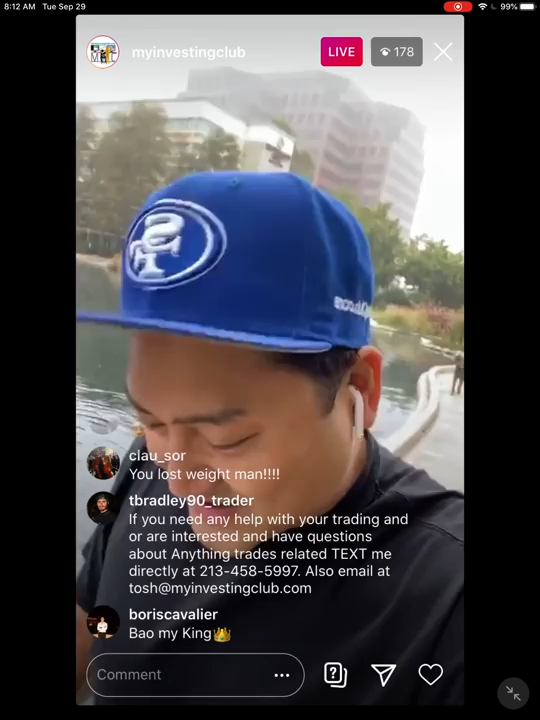 8:12 AM Tue Sep 29
99%
myinvestingclub
LIVE
178
clau_sor
You lost weight man!!!!
tbradley90_trader
If you need any help with your trading and
or are interested and have questions
about Anything trades related TEXT me
directly at 213-458-5997. Also email at
tosh@myinvestingclub.com
boriscavalier
Bao my King👑
Comment